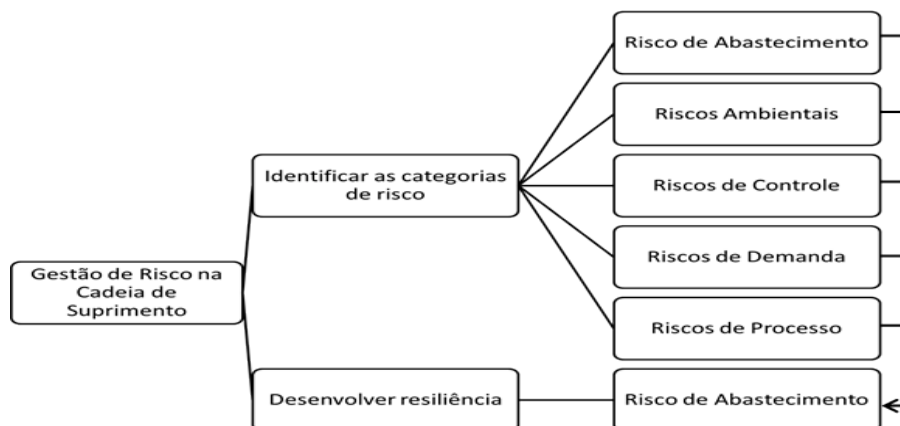 Risco de Abastecimento
Riscos Ambientais
Identificar as categorias
de risco
Riscos de Controle
Riscos de Demanda
Gestão de Risco na
Cadeia de
Suprimento
Riscos de Processo
Desenvolver resiliência
Risco de Abastecimento